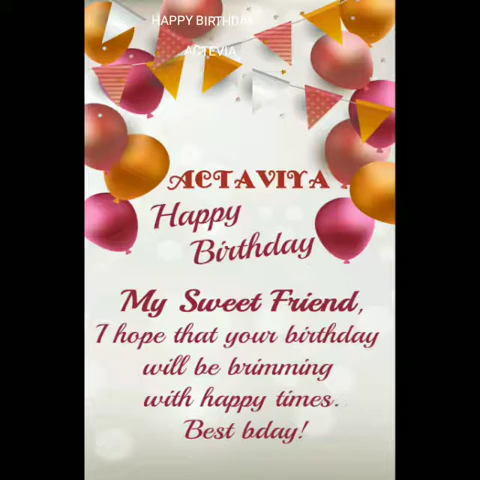 HAPPY BIRTHDAY
ACTEVIA
ACTAVIYA
Happy
Birthday
My Sweet Friend,
I hope that your birthday
will be brimming
with happy times.
Best bday!